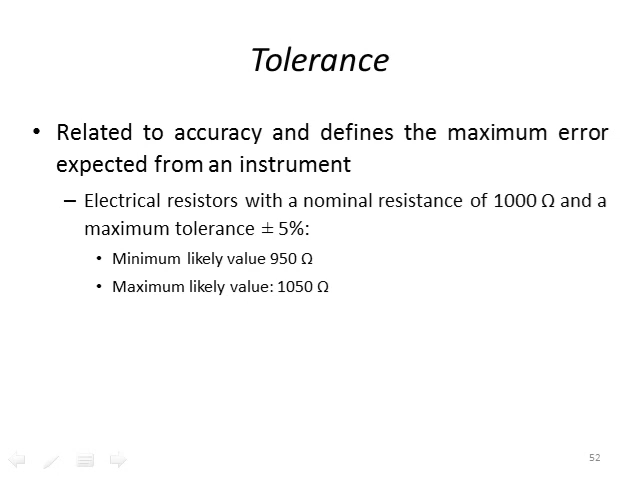 Tolerance
• Related to accuracy and defines the maximum error
expected from an instrument
– Electrical resistors with a nominal resistance of 1000 Ω and a
maximum tolerance ± 5%:
• Minimum likely value 950 Ω
• Maximum likely value: 1050 Ω
52